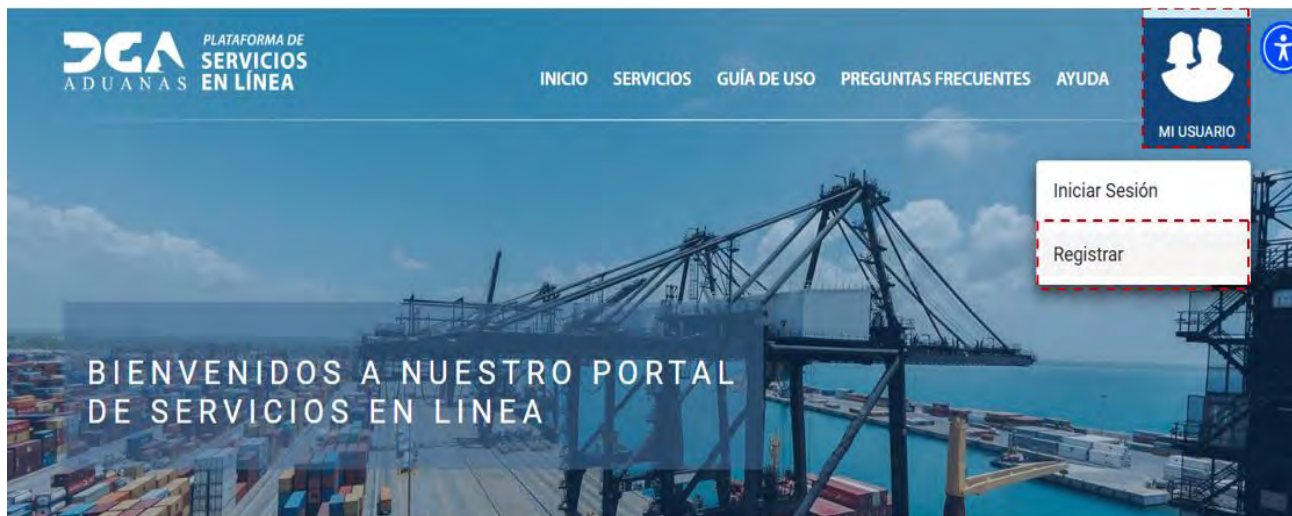 DGA
ADUANAS
PLATAFORMA DE
SERVICIOS
EN LÍNEA
INICIO SERVICIOS GUÍA DE USO PREGUNTAS FRECUENTES AYUDA
MI USUARIO
Iniciar Sesión
Registrar
BIENVENIDOS A NUESTRO PORTAL
DE SERVICIOS EN LINEA